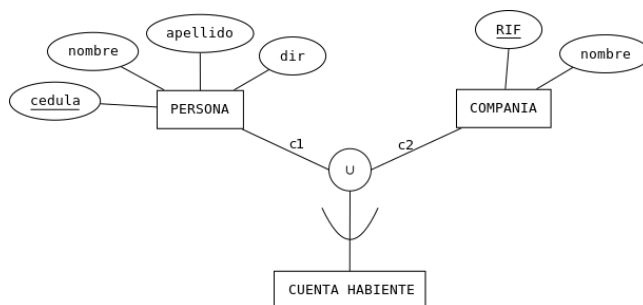 apellido
nombre
dir
cedula
PERSONA
RIF
nombre
COMPANIA
c1
c2
U
CUENTA HABIENTE